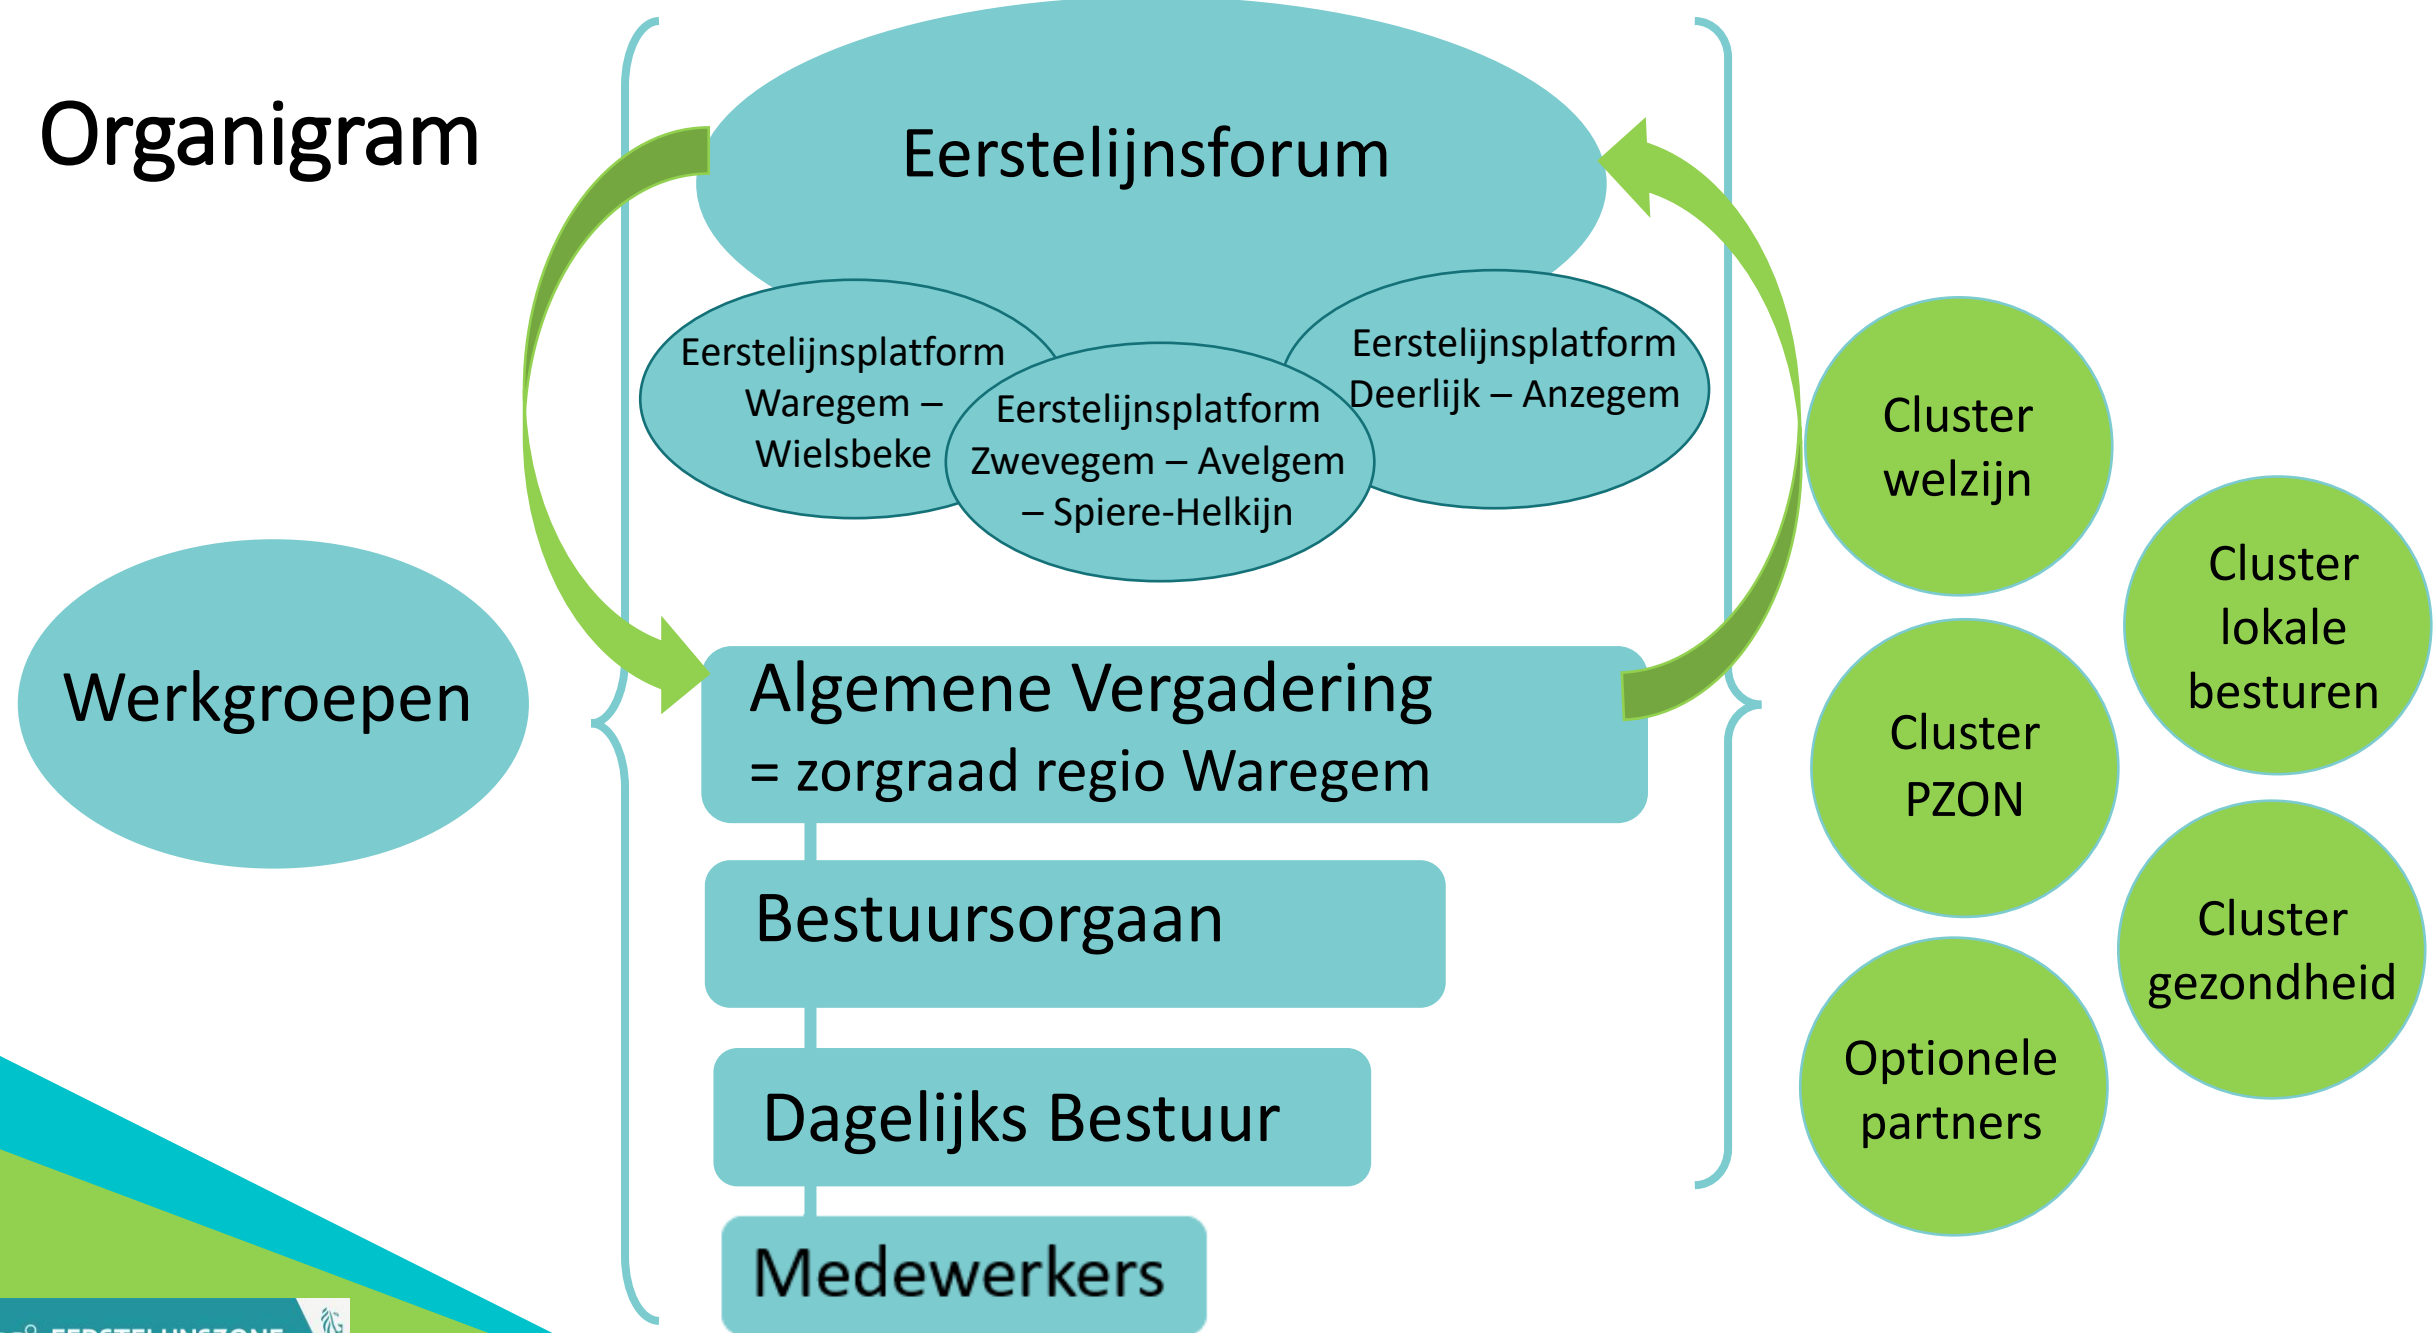 Organigram
Eerstelijnsforum
Eerstelijnsplatform
Waregem –
Wielsbeke
Eerstelijnsplatform
Zwevegem – Avelgem
– Spiere-Helkijn
Eerstelijnsplatform
Deerlijk – Anzegem
Werkgroepen
Algemene Vergadering
= zorgraad regio Waregem
Bestuursorgaan
Dagelijks Bestuur
Medewerkers
Cluster
welzijn
Cluster
lokale
besturen
Cluster
PZON
Cluster
gezondheid
Optionele
partners
EERSTELIJNSZONE